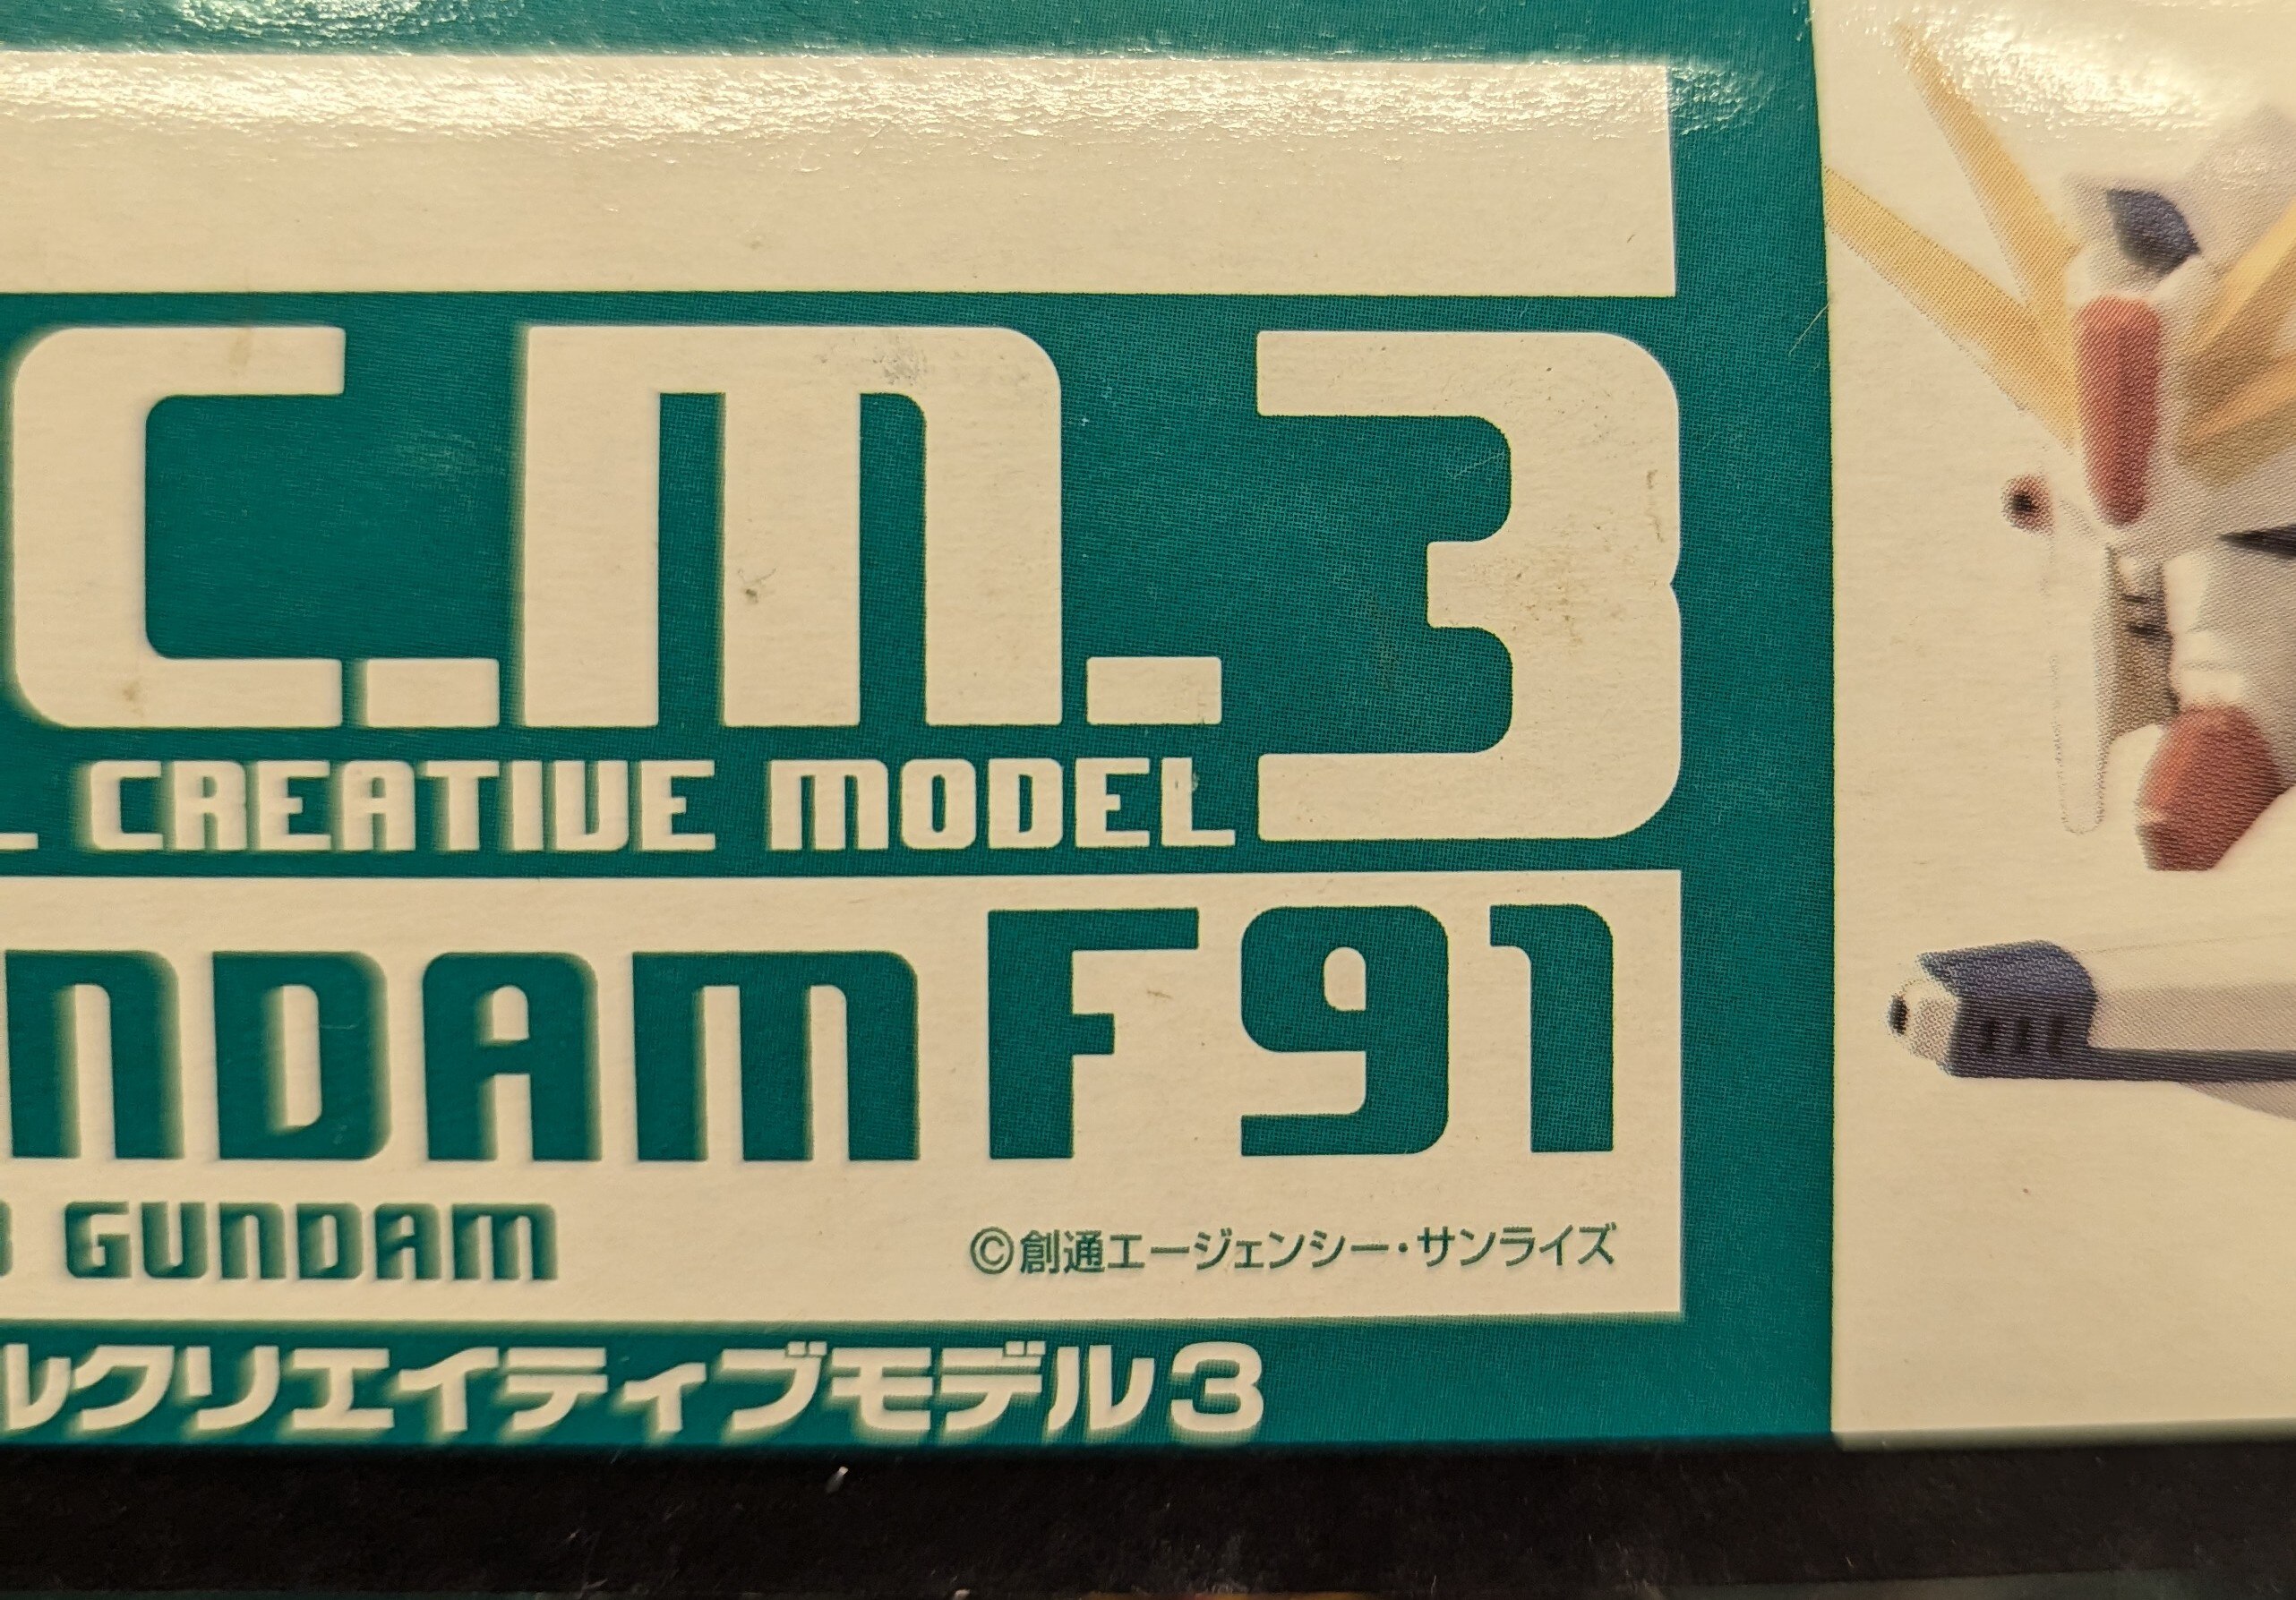 C.M.3
CREATIVE MODEL
NDAM F91
GUNDAM
©創通エージェンシー・サンライズ
ルクリエイティブモデル3